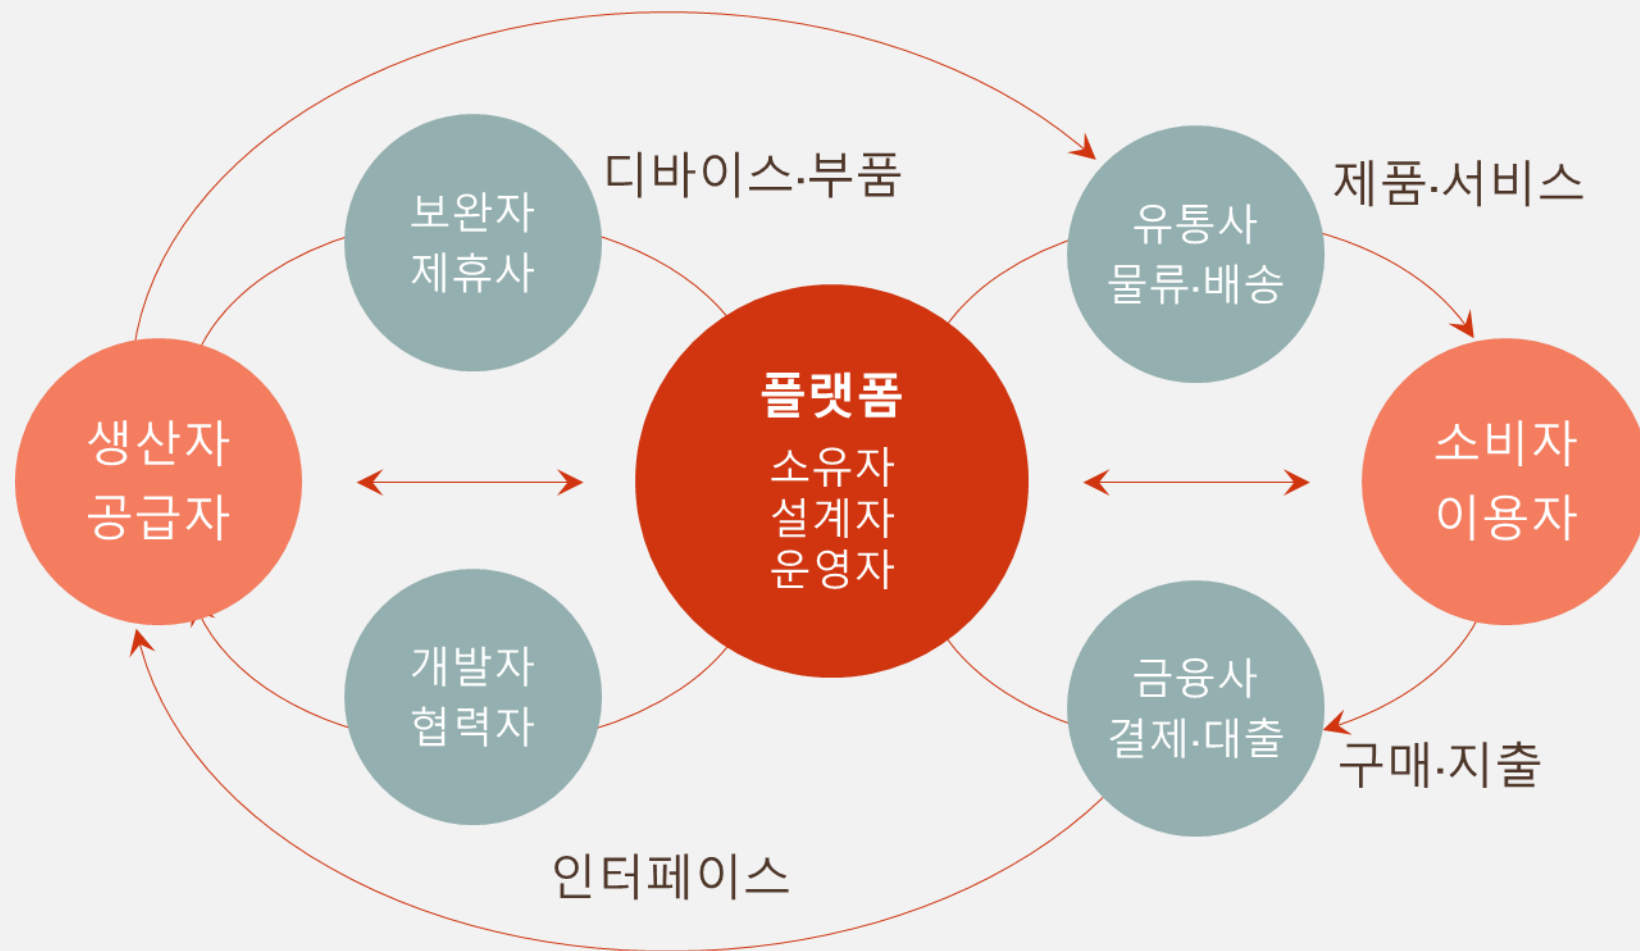 디바이스·부품
제품·서비스
보완자
제휴사
유통사
물류·배송
플랫폼
소유자
설계자
운영자
생산자
공급자
소비자
이용자
개발자
협력자
금융사
결제·대출
구매·지출
인터페이스